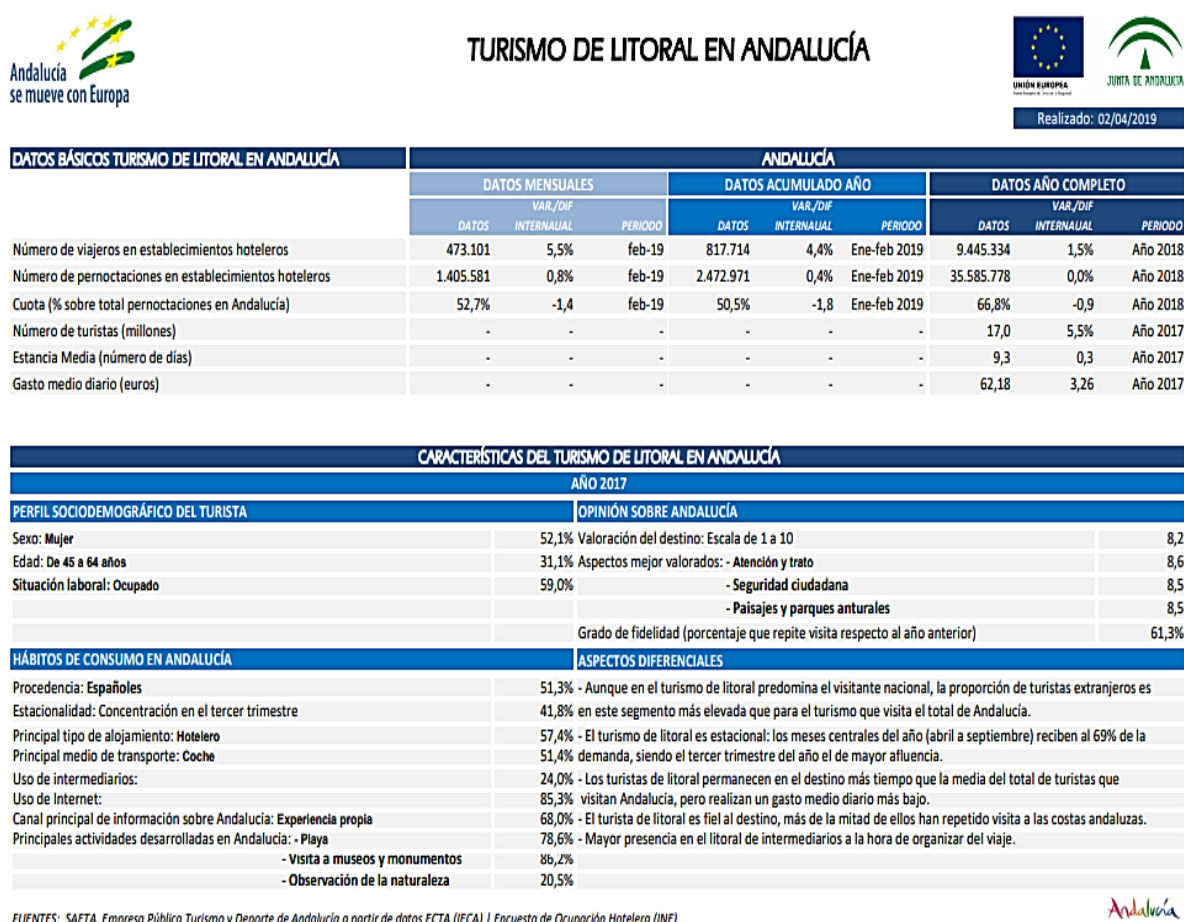 Andalucía
se mueve con Europa
TURISMO DE LITORAL EN ANDALUCÍA
UNIÓN EUROPEA
JUNTA DE ANDALUCIA
Realizado: 02/04/2019
DATOS BÁSICOS TURISMO DE LITORAL EN ANDALUCÍA ANDALUCÍA
DATOS MENSUALES DATOS ACUMULADO AÑO DATOS AÑO COMPLETO
VAR./DIF VAR./DIF VAR./DIF
DATOS INTERNAUAL PERIODO DATOS INTERNAUAL PERIODO DATOS INTERNAUAL PERIODO
Número de viajeros en establecimientos hoteleros 473.101 5,5% feb-19 817.714 4,4% Ene-feb 2019 9.445.334 1,5% Año 2018
Número de pernoctaciones en establecimientos hoteleros 1.405.581 0,8% feb-19 2.472.971 0,4% Ene-feb 2019 35.585.778 0,0% Año 2018
Cuota (% sobre total pernoctaciones en Andalucía) 52,7% -1,4 feb-19 50,5% -1,8 Ene-feb 2019 66,8% -0,9 Año 2018
Número de turistas (millones) - - - - - - 17,0 5,5% Año 2017
Estancia Media (número de días) - - - - - - 9,3 0,3 Año 2017
Gasto medio diario (euros) - - - - - - 62,18 3,26 Año 2017
CARACTERÍSTICAS DEL TURISMO DE LITORAL EN ANDALUCÍA
AÑO 2017
PERFIL SOCIODEMOGRÁFICO DEL TURISTA OPINIÓN SOBRE ANDALUCÍA
Sexo: Mujer 52,1% Valoración del destino: Escala de 1 a 10 8,2
Edad: De 45 a 64 años 31,1% Aspectos mejor valorados: - Atención y trato 8,6
Situación laboral: Ocupado 59,0% - Seguridad ciudadana 8,5
- Paisajes y parques anturales 8,5
Grado de fidelidad (porcentaje que repite visita respecto al año anterior) 61,3%
HÁBITOS DE CONSUMO EN ANDALUCÍA ASPECTOS DIFERENCIALES
Procedencia: Españoles 51,3% - Aunque en el turismo de litoral predomina el visitante nacional, la proporción de turistas extranjeros es
Estacionalidad: Concentración en el tercer trimestre 41,8% en este segmento más elevada que para el turismo que visita el total de Andalucía.
Principal tipo de alojamiento: Hotelero 57,4% - El turismo de litoral es estacional: los meses centrales del año (abril a septiembre) reciben al 69% de la
Principal medio de transporte: Coche 51,4% demanda, siendo el tercer trimestre del año el de mayor afluencia.
Uso de intermediarios: 24,0% - Los turistas de litoral permanecen en el destino más tiempo que la media del total de turistas que
Uso de Internet: 85,3% visitan Andalucía, pero realizan un gasto medio diario más bajo.
Canal principal de información sobre Andalucía: Experiencia propia 68,0% - El turista de litoral es fiel al destino, más de la mitad de ellos han repetido visita a las costas andaluzas.
Principales actividades desarrolladas en Andalucia: - Playa 78,6% - Mayor presencia en el litoral de intermediarios a la hora de organizar del viaje.
- Visita a museos y monumentos 86,2%
- Observación de la naturaleza 20,5%
FUENTES: SAETA. Empresa Pública Turismo y Deporte de Andalucía a partir de datos ECTA (IECA) | Encuesta de Ocupación Hotelera (INE)
Andalucía